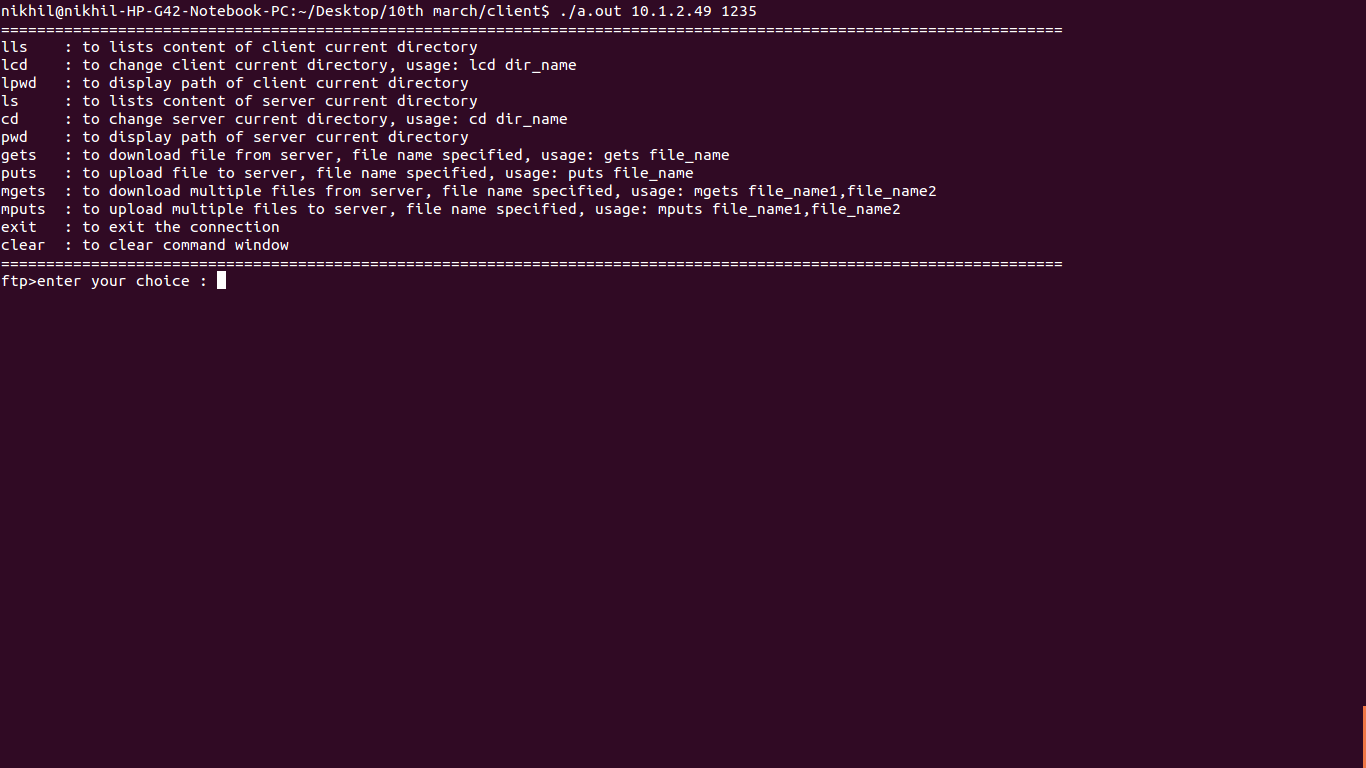 nikhil@nikhil-HP-G42-Notebook-PC:~/Desktop/10th march/client$ ./a.out 10.1.2.49 1235
======================================================================================================================
lls    : to lists content of client current directory
lcd    : to change client current directory, usage: lcd dir_name
lpwd   : to display path of client current directory
ls     : to lists content of server current directory
cd     : to change server current directory, usage: cd dir_name
pwd    : to display path of server current directory
gets   : to download file from server, file name specified, usage: gets file_name
puts   : to upload file to server, file name specified, usage: puts file_name
mgets  : to download multiple files from server, file name specified, usage: mgets file_name1,file_name2
mputs  : to upload multiple files to server, file name specified, usage: mputs file_name1,file_name2
exit   : to exit the connection
clear  : to clear command window
======================================================================================================================
ftp>enter your choice :